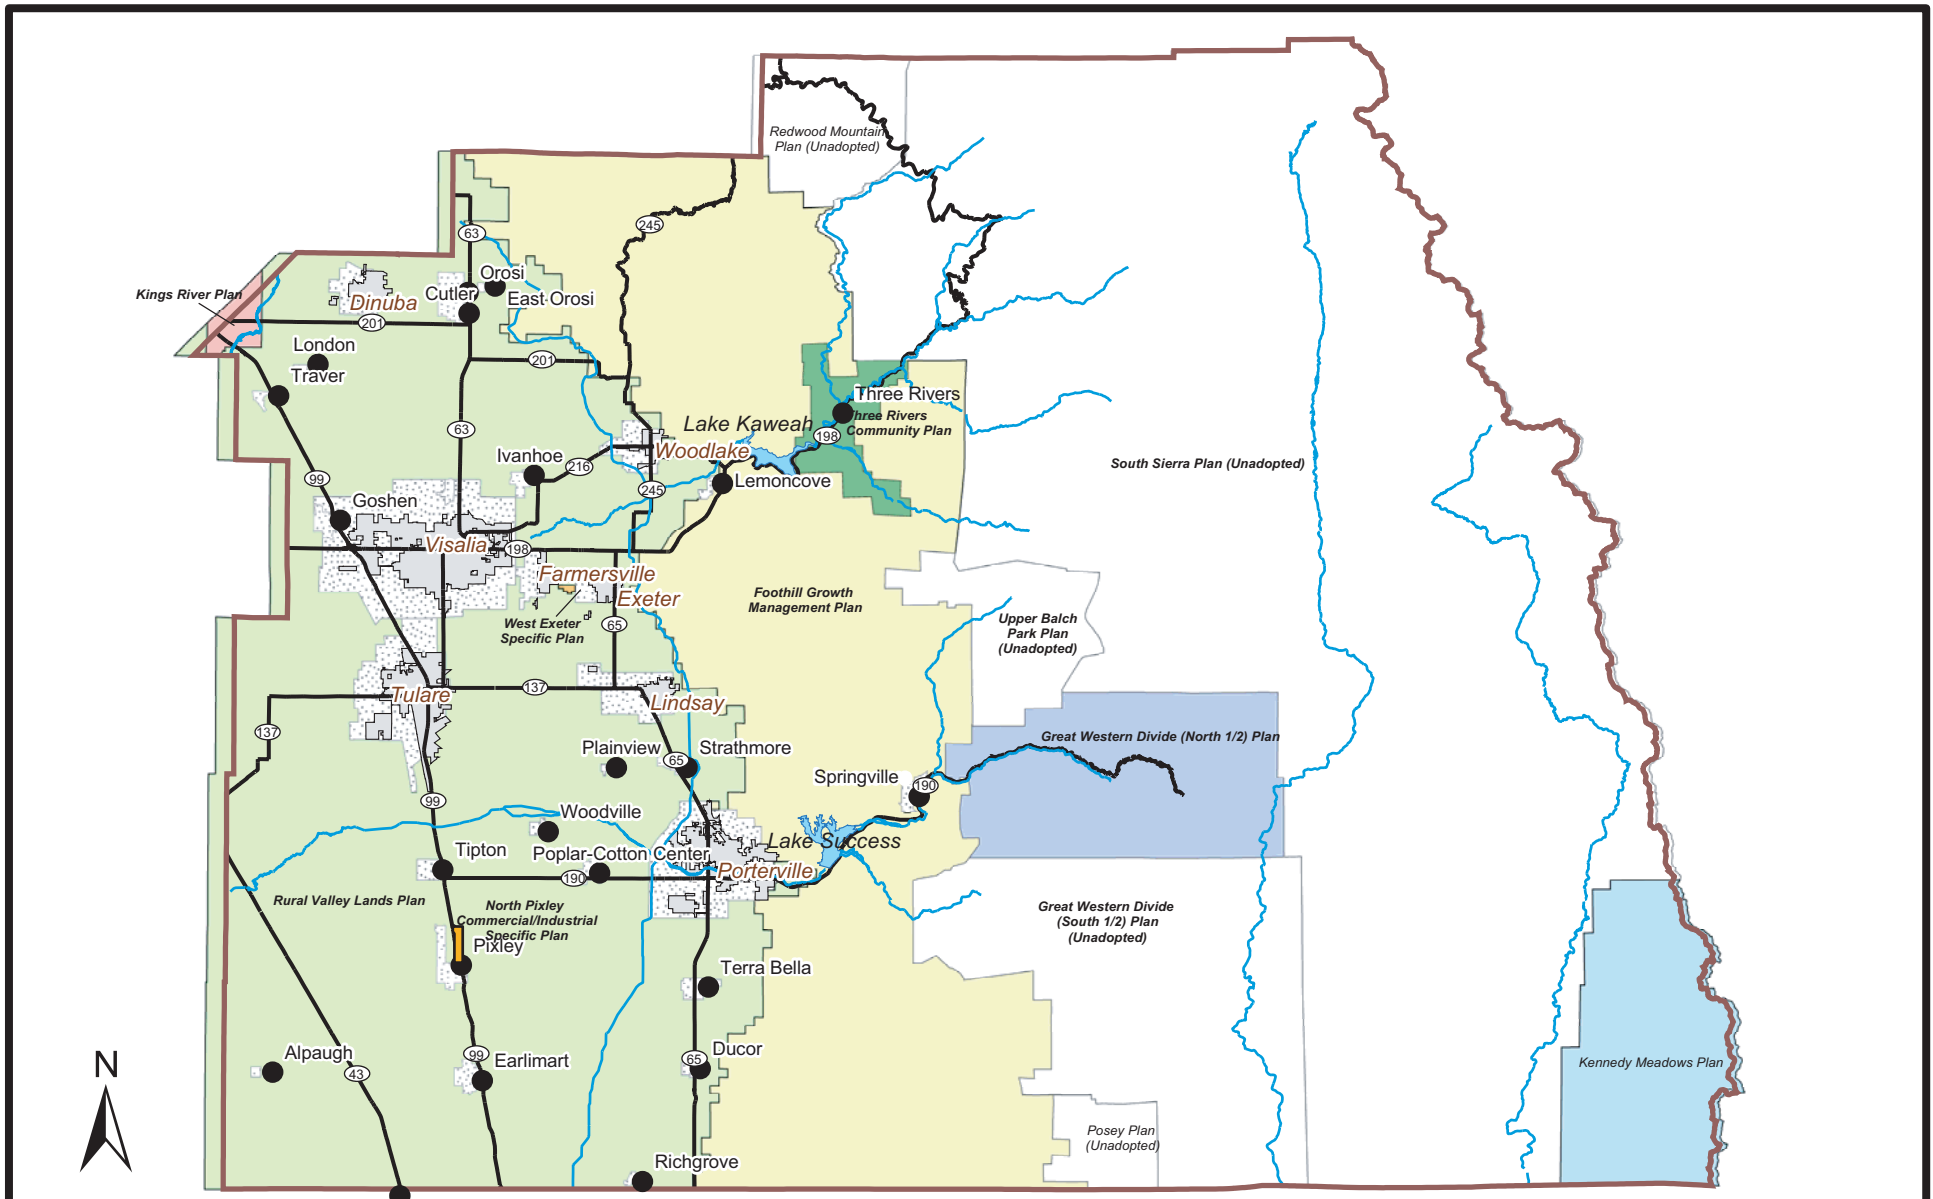 Redwood Mountain
Plan (Unadopted)
245
63
Orosi
Kings River Plan
Dinuba
Cutler
East Orosi
201
London
201
Traver
Three Rivers
Three Rivers
Community Plan
Lake Kaweah
63
198
Woodlake
Ivanhoe
216
South Sierra Plan (Unadopted)
99
Lemoncove
245
Goshen
Visalia
198
Farmersville
Exeter
Foothill Growth
Management Plan
West Exeter
Specific Plan
65
Upper Balch
Park Plan
(Unadopted)
137
Tulare
Lindsay
137
Great Western Divide (North 1/2) Plan
Plainview
65
Strathmore
Springville
190
99
Woodville
Lake Success
Tipton
Poplar-Cotton Center
Porterville
190
Rural Valley Lands Plan
North Pixley
Commercial/Industrial
Specific Plan
Great Western Divide
(South 1/2) Plan
(Unadopted)
Pixley
Terra Bella
Alpaugh
43
99
Earlimart
65
Ducor
Kennedy Meadows Plan
N
Posey Plan
(Unadopted)
Richgrove